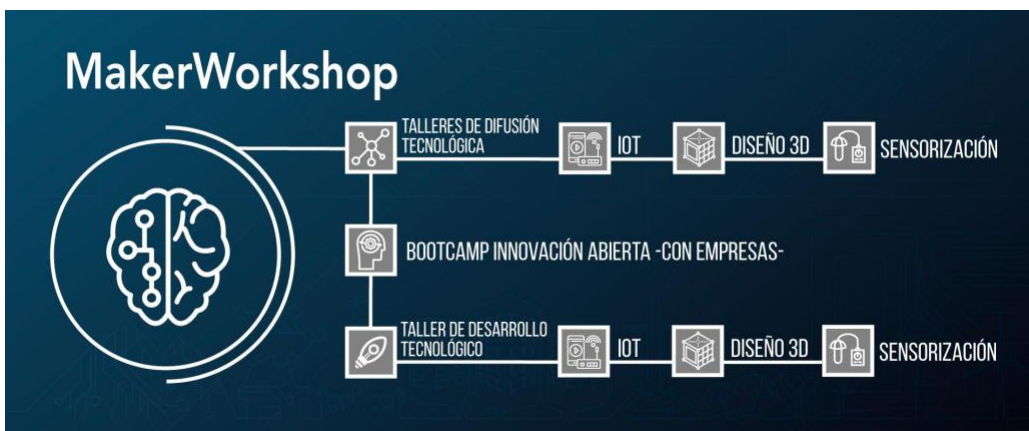 MakerWorkshop
TALLERES DE DIFUSIÓN
TECNOLÓGICA
IOT
DISEÑO 3D
SENSORIZACIÓN
BOOTCAMP INNOVACIÓN ABIERTA -CON EMPRESAS-
TALLER DE DESARROLLO
TECNOLÓGICO
IOT
DISEÑO 3D
SENSORIZACIÓN